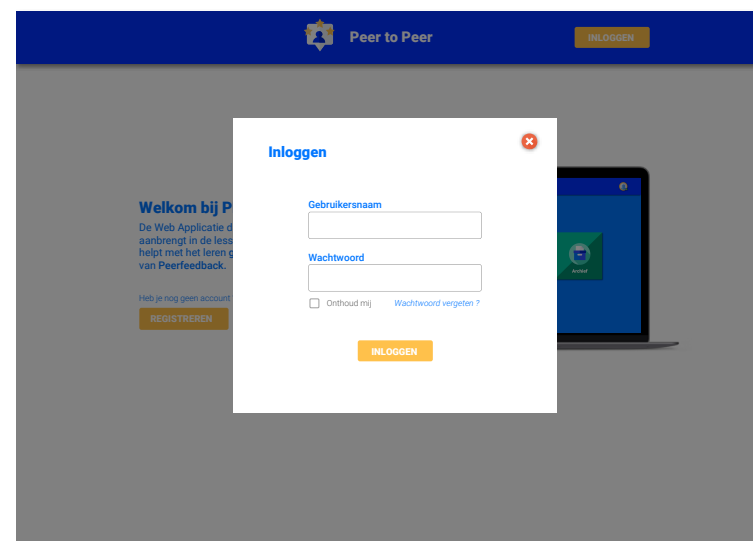 Peer to Peer
INLOGGEN
Inloggen
Welkom bij P
De Web Applicatie d
aanbrengt in de less
helpt met het leren g
van Peerfeedback.
Heb je nog geen account
REGISTREREN
Gebruikersnaam
Wachtwoord
Onthoud mij
Wachtwoord vergeten ?
INLOGGEN
Archief